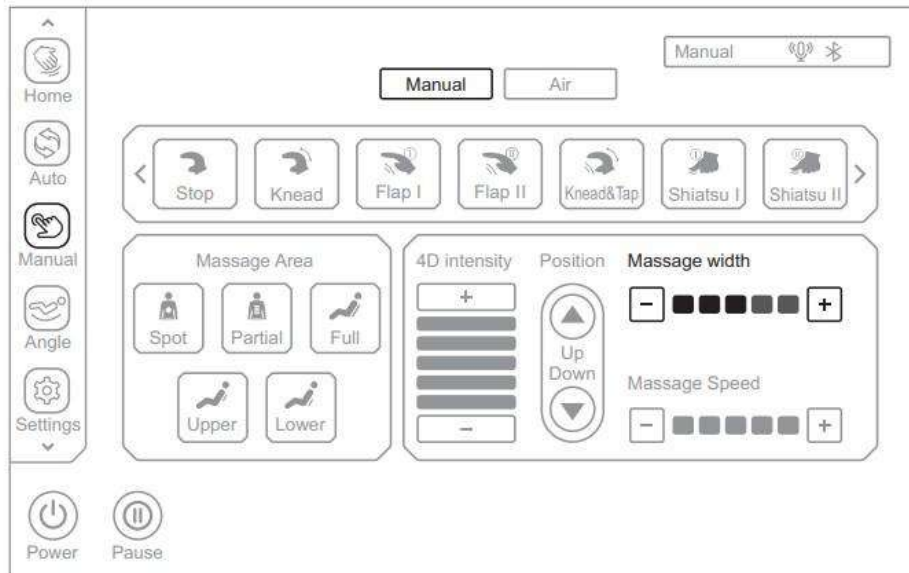 Manual
Manual
Air
Home
Auto
Manual
Angle
Settings
Stop
Knead
Flap I
Flap II
Knead&Tap
Shiatsu I
Shiatsu II
Massage Area
Spot
Partial
Full
Upper
Lower
4D intensity
+
−
Position
Up
Down
Massage width
− +
Massage Speed
− +
Power
Pause